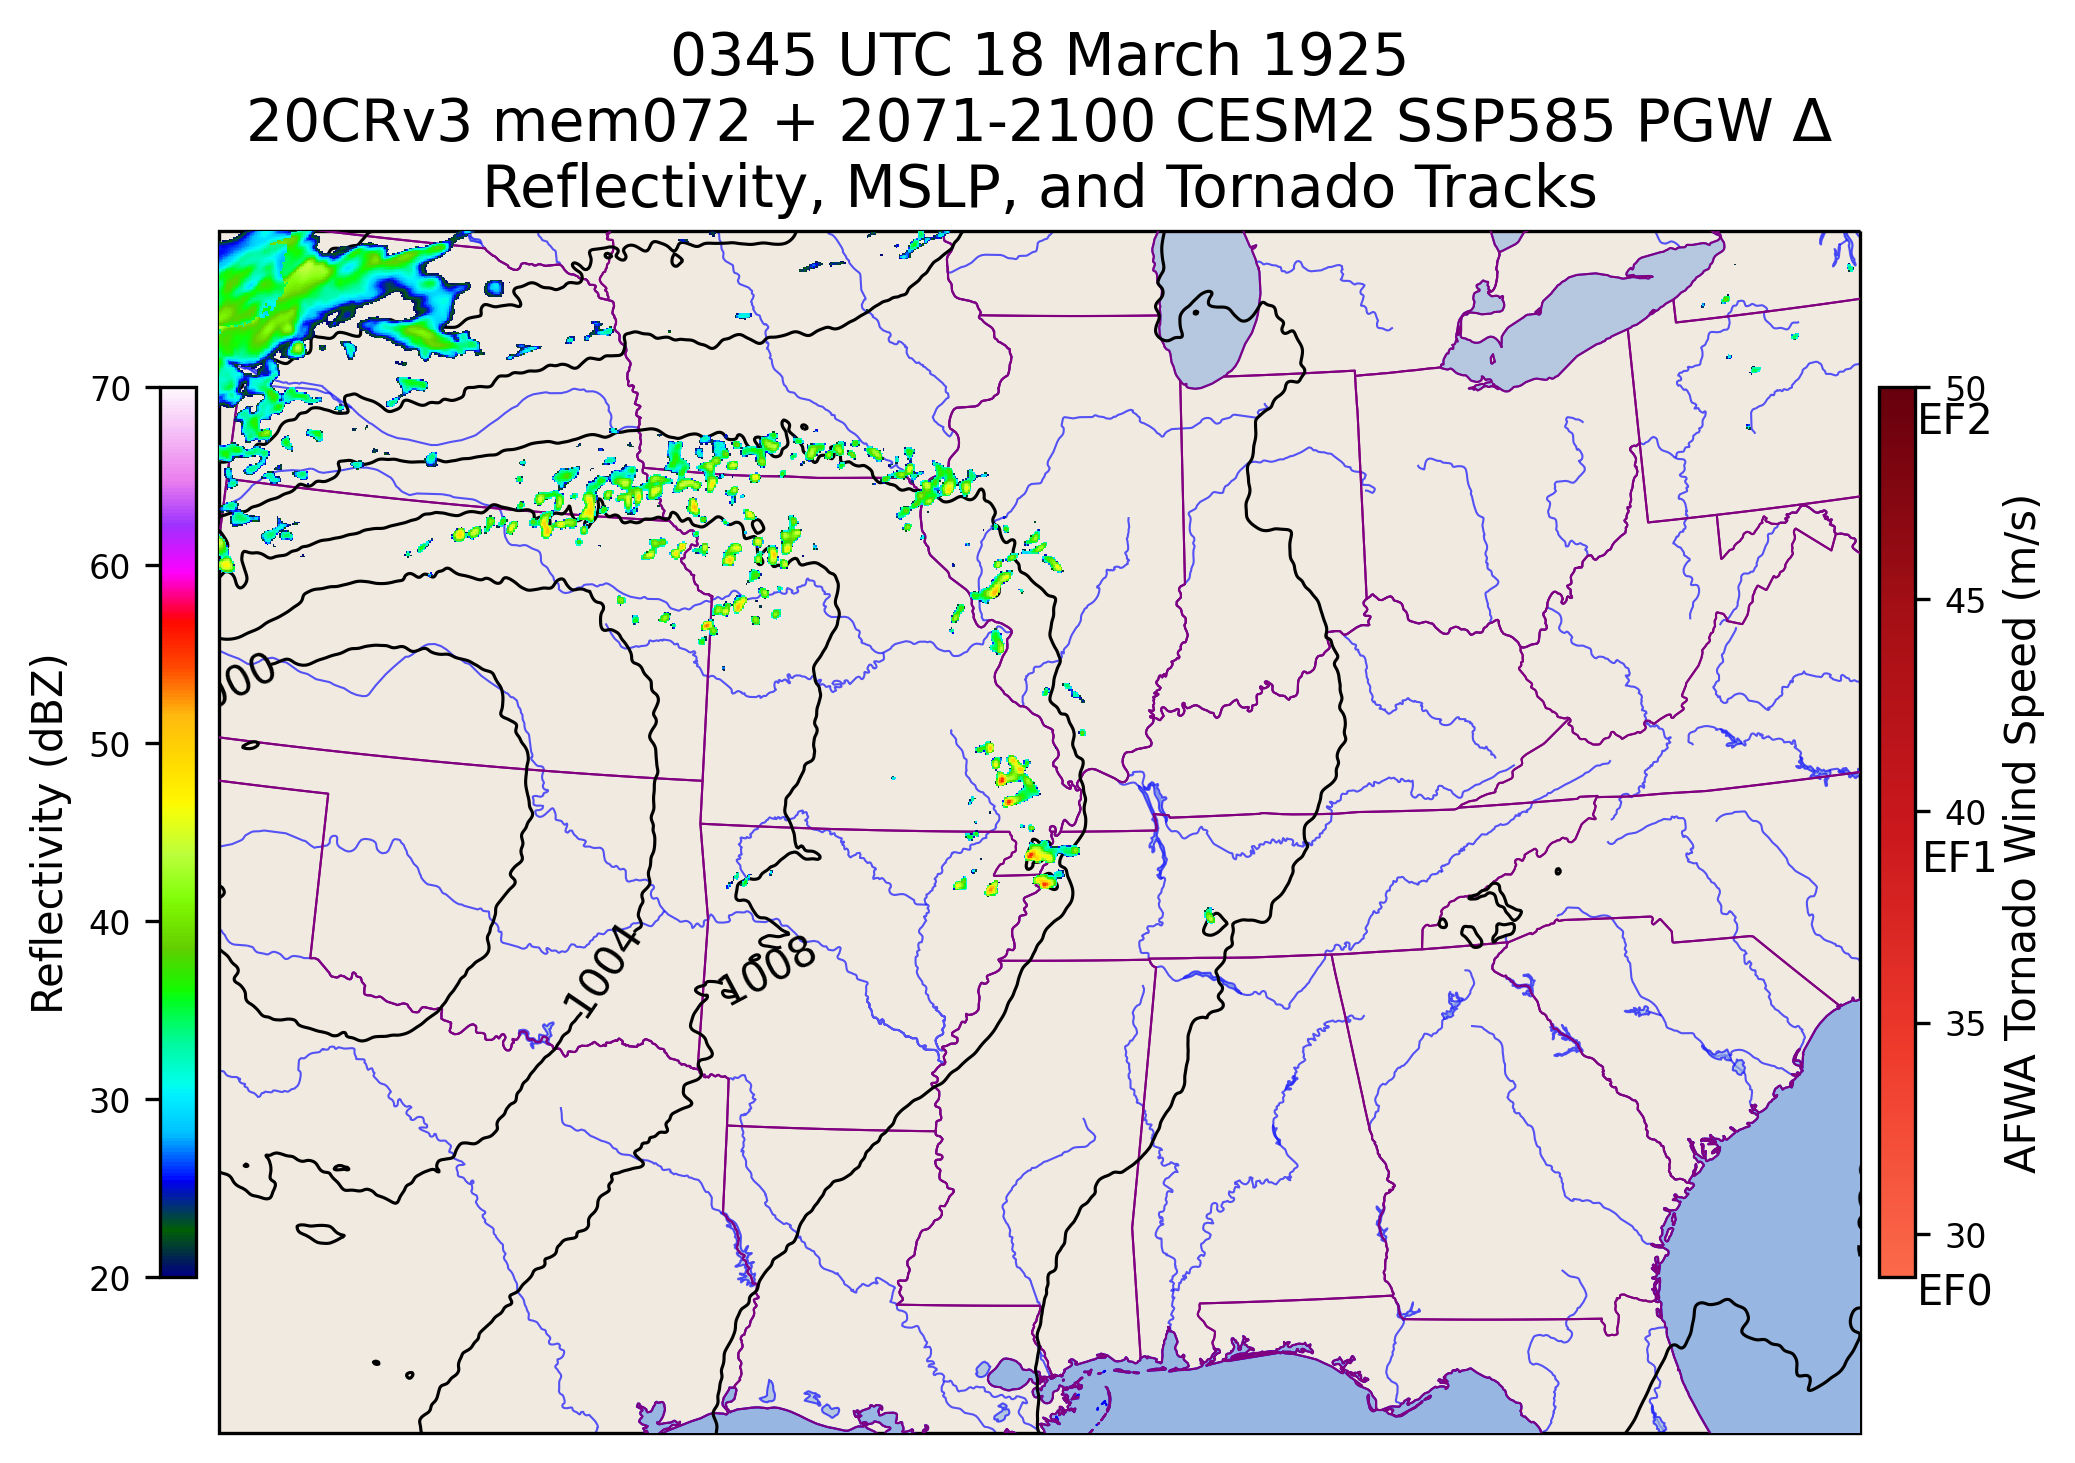 0345 UTC 18 March 1925
20CRv3 mem072 + 2071-2100 CESM2 SSP585 PGW Δ
Reflectivity, MSLP, and Tornado Tracks
70
60
50
40
30
20
Reflectivity (dBZ)
000
1004
1008
50
EF2
45
40
EF1
35
30
EF0
AFWA Tornado Wind Speed (m/s)